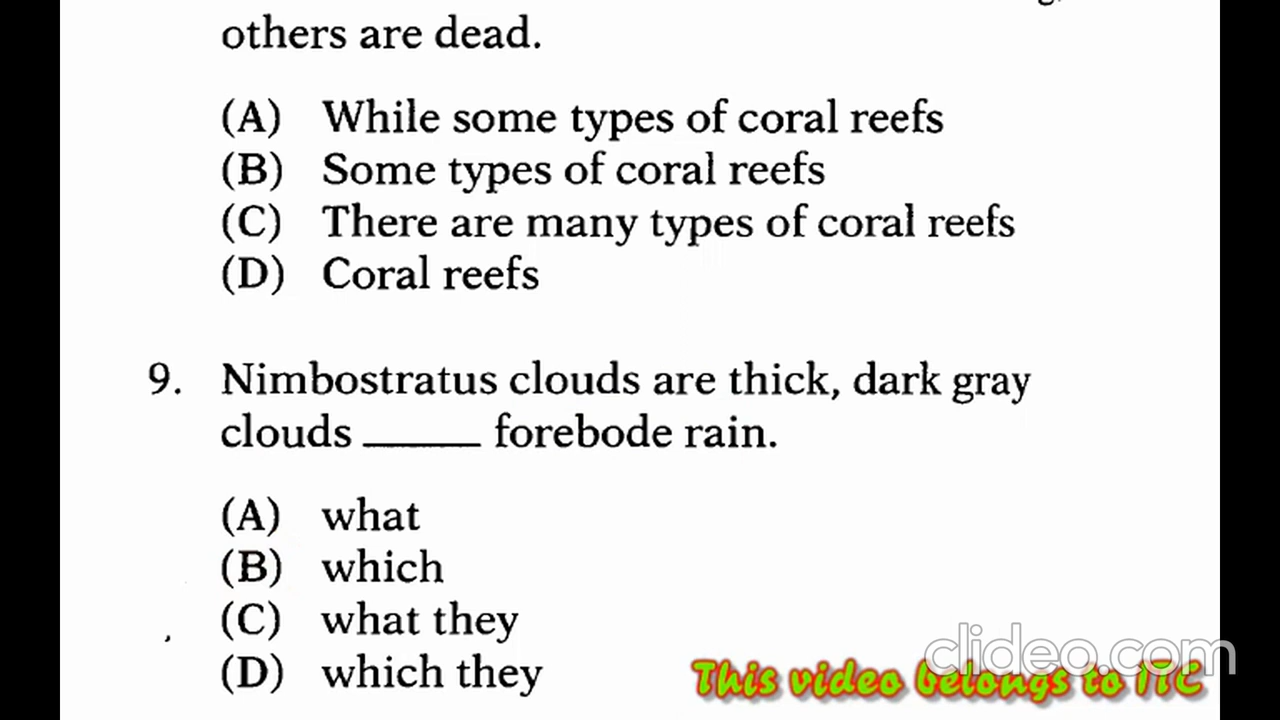 others are dead.
(A) While some types of coral reefs
(B) Some types of coral reefs
(C) There are many types of coral reefs
(D) Coral reefs
9. Nimbostratus clouds are thick, dark gray
clouds _____ forebode rain.
(A) what
(B) which
(C) what they
(D) which they
clideo.com
This video belongs to ITC